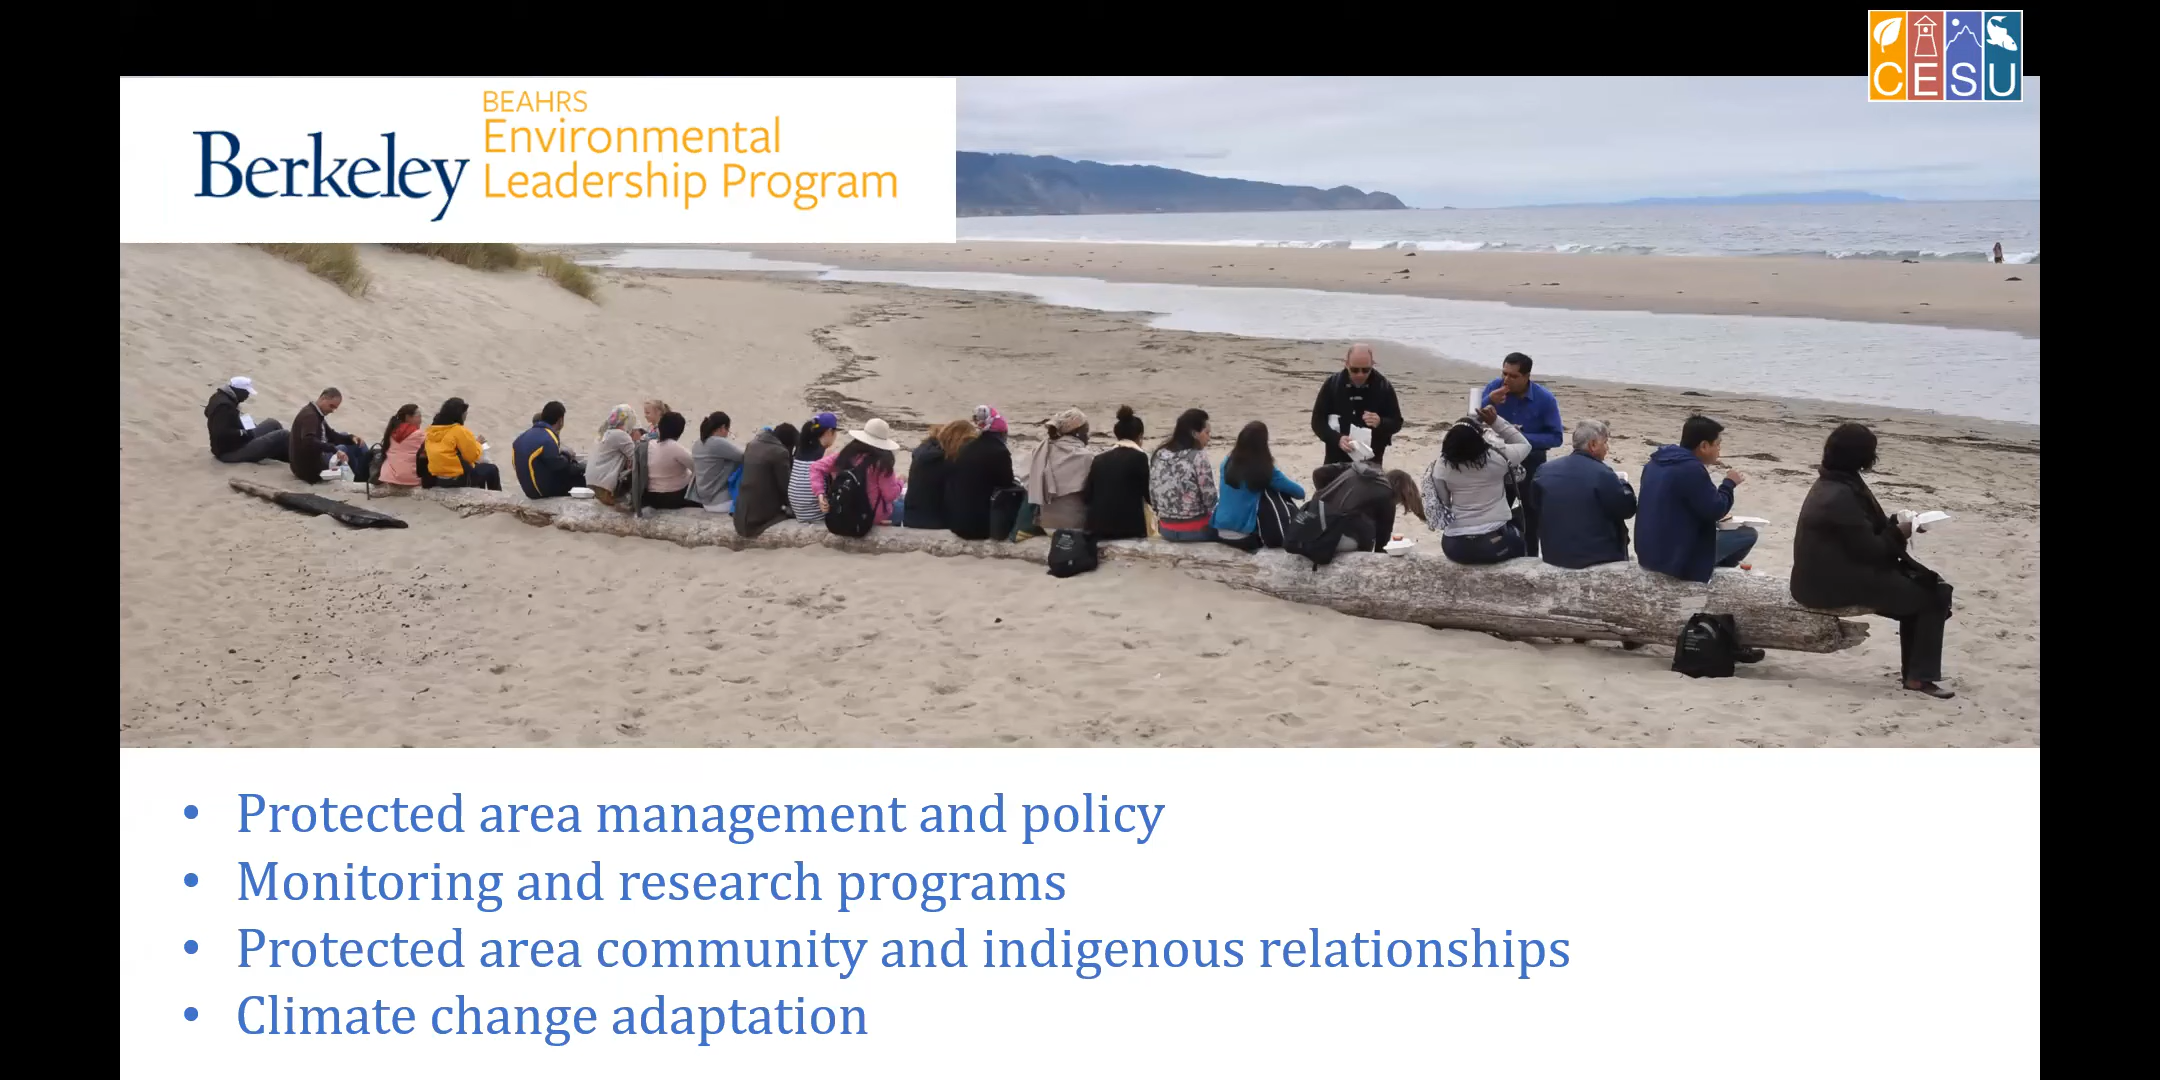 CESU
BEAHRS
Berkeley Environmental
Leadership Program
• Protected area management and policy
• Monitoring and research programs
• Protected area community and indigenous relationships
• Climate change adaptation